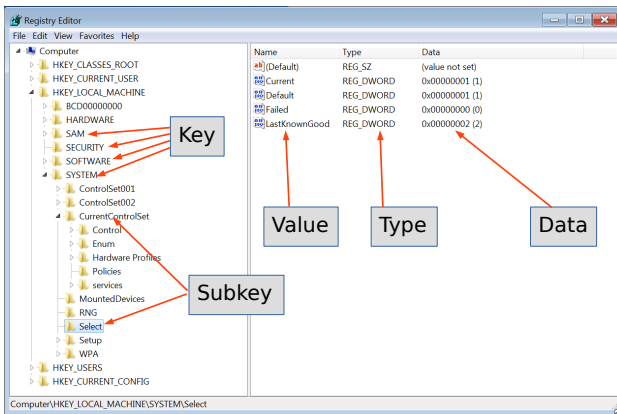 Registry Editor
File Edit View Favorites Help
Computer
HKEY_CLASSES_ROOT
HKEY_CURRENT_USER
HKEY_LOCAL_MACHINE
BCD00000000
HARDWARE
SAM
SECURITY
SOFTWARE
SYSTEM
ControlSet001
ControlSet002
CurrentControlSet
Control
Enum
Hardware Profiles
Policies
services
MountedDevices
RNG
Select
Setup
WPA
HKEY_USERS
HKEY_CURRENT_CONFIG
Key
Subkey
Name Type Data
(Default) REG_SZ (value not set)
Current REG_DWORD 0x00000001 (1)
Default REG_DWORD 0x00000001 (1)
Failed REG_DWORD 0x00000000 (0)
LastKnownGood REG_DWORD 0x00000002 (2)
Value Type Data
Computer\HKEY_LOCAL_MACHINE\SYSTEM\Select